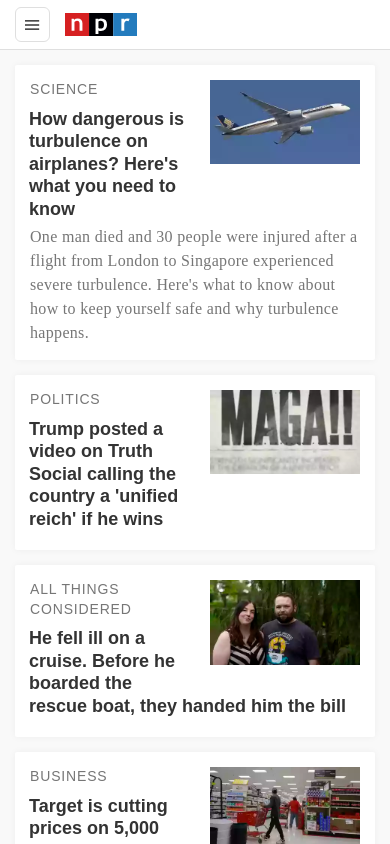 npr
SCIENCE
How dangerous is
turbulence on
airplanes? Here's
what you need to
know
One man died and 30 people were injured after a
flight from London to Singapore experienced
severe turbulence. Here's what to know about
how to keep yourself safe and why turbulence
happens.
POLITICS
Trump posted a
video on Truth
Social calling the
country a 'unified
reich' if he wins
MAGA!!
ALL THINGS
CONSIDERED
He fell ill on a
cruise. Before he
boarded the
rescue boat, they handed him the bill
BUSINESS
Target is cutting
prices on 5,000